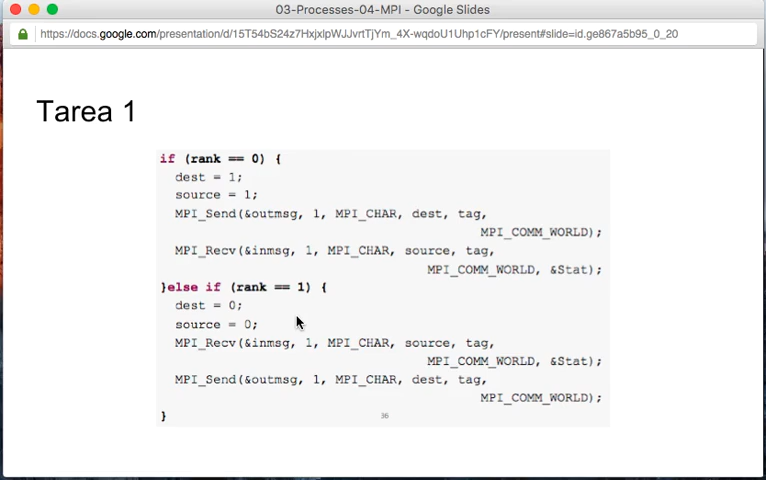 03-Processes-04-MPI - Google Slides
https://docs.google.com/presentation/d/15T54bS24z7HxjxlpWJJvrtTjYm_4X-wqdoU1Uhp1cFY/present#slide=id.ge867a5b95_0_20
Tarea 1
if (rank == 0) {
dest = 1;
source = 1;
MPI_Send(&outmsg, 1, MPI_CHAR, dest, tag,
MPI_COMM_WORLD);
MPI_Recv(&inmsg, 1, MPI_CHAR, source, tag,
MPI_COMM_WORLD, &Stat);
}else if (rank == 1) {
dest = 0;
source = 0;
MPI_Recv(&inmsg, 1, MPI_CHAR, source, tag,
MPI_COMM_WORLD, &Stat);
MPI_Send(&outmsg, 1, MPI_CHAR, dest, tag,
MPI_COMM_WORLD);
}
36